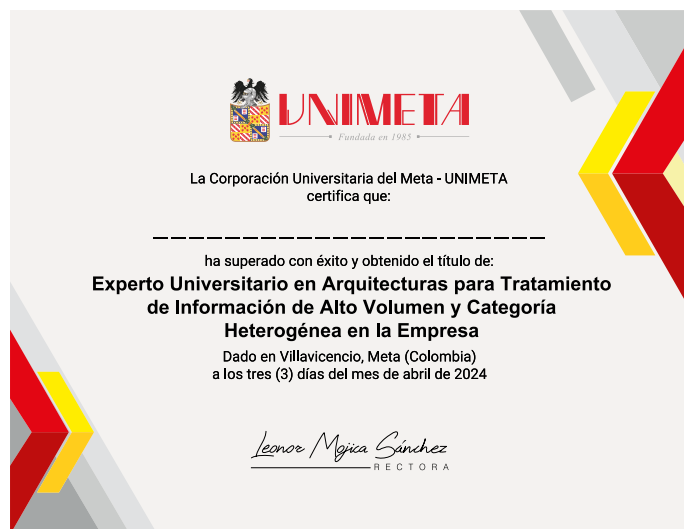 UNIMETA
Fundada en 1985
La Corporación Universitaria del Meta - UNIMETA
certifica que:
ha superado con éxito y obtenido el título de:
Experto Universitario en Arquitecturas para Tratamiento
de Información de Alto Volumen y Categoría
Heterogénea en la Empresa
Dado en Villavicencio, Meta (Colombia)
a los tres (3) días del mes de abril de 2024
Leonor Mojica Sánchez
RECTORA